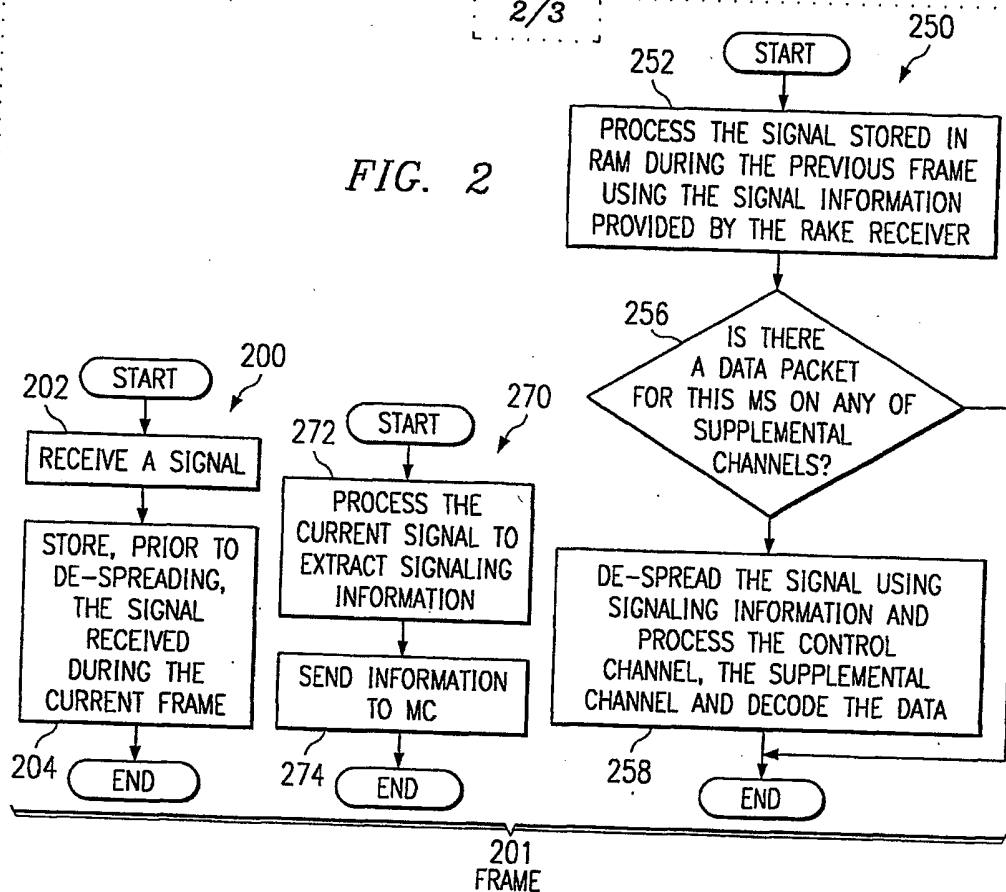 2/3
FIG. 2
250
START
252
PROCESS THE SIGNAL STORED IN
RAM DURING THE PREVIOUS FRAME
USING THE SIGNAL INFORMATION
PROVIDED BY THE RAKE RECEIVER
256
IS THERE
A DATA PACKET
FOR THIS MS ON ANY OF
SUPPLEMENTAL
CHANNELS?
DE-SPREAD THE SIGNAL USING
SIGNALING INFORMATION AND
PROCESS THE CONTROL
CHANNEL, THE SUPPLEMENTAL
CHANNEL AND DECODE THE DATA
258
END
200
START
202
RECEIVE A SIGNAL
STORE, PRIOR TO
DE-SPREADING,
THE SIGNAL
RECEIVED
DURING THE
CURRENT FRAME
204
END
270
START
272
PROCESS THE
CURRENT SIGNAL TO
EXTRACT SIGNALING
INFORMATION
SEND INFORMATION
TO MC
274
END
201
FRAME